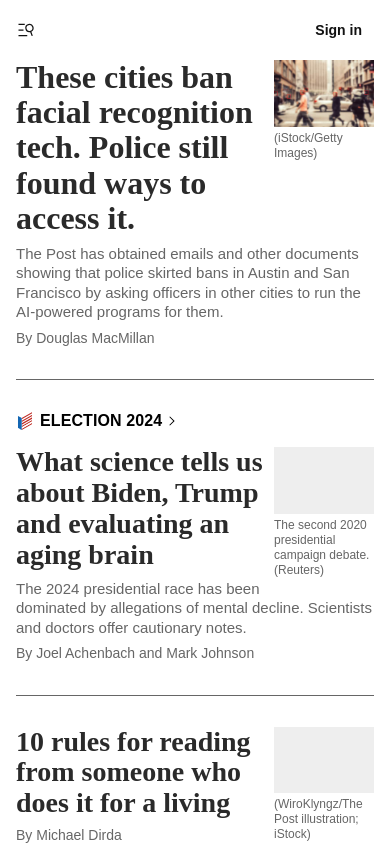 Sign in
These cities ban
facial recognition
tech. Police still
found ways to
access it.
(iStock/Getty
Images)
The Post has obtained emails and other documents
showing that police skirted bans in Austin and San
Francisco by asking officers in other cities to run the
AI-powered programs for them.
By Douglas MacMillan
ELECTION 2024
What science tells us
about Biden, Trump
and evaluating an
aging brain
The second 2020
presidential
campaign debate.
(Reuters)
The 2024 presidential race has been
dominated by allegations of mental decline. Scientists
and doctors offer cautionary notes.
By Joel Achenbach and Mark Johnson
10 rules for reading
from someone who
does it for a living
(WiroKlyngz/The
Post illustration;
iStock)
By Michael Dirda